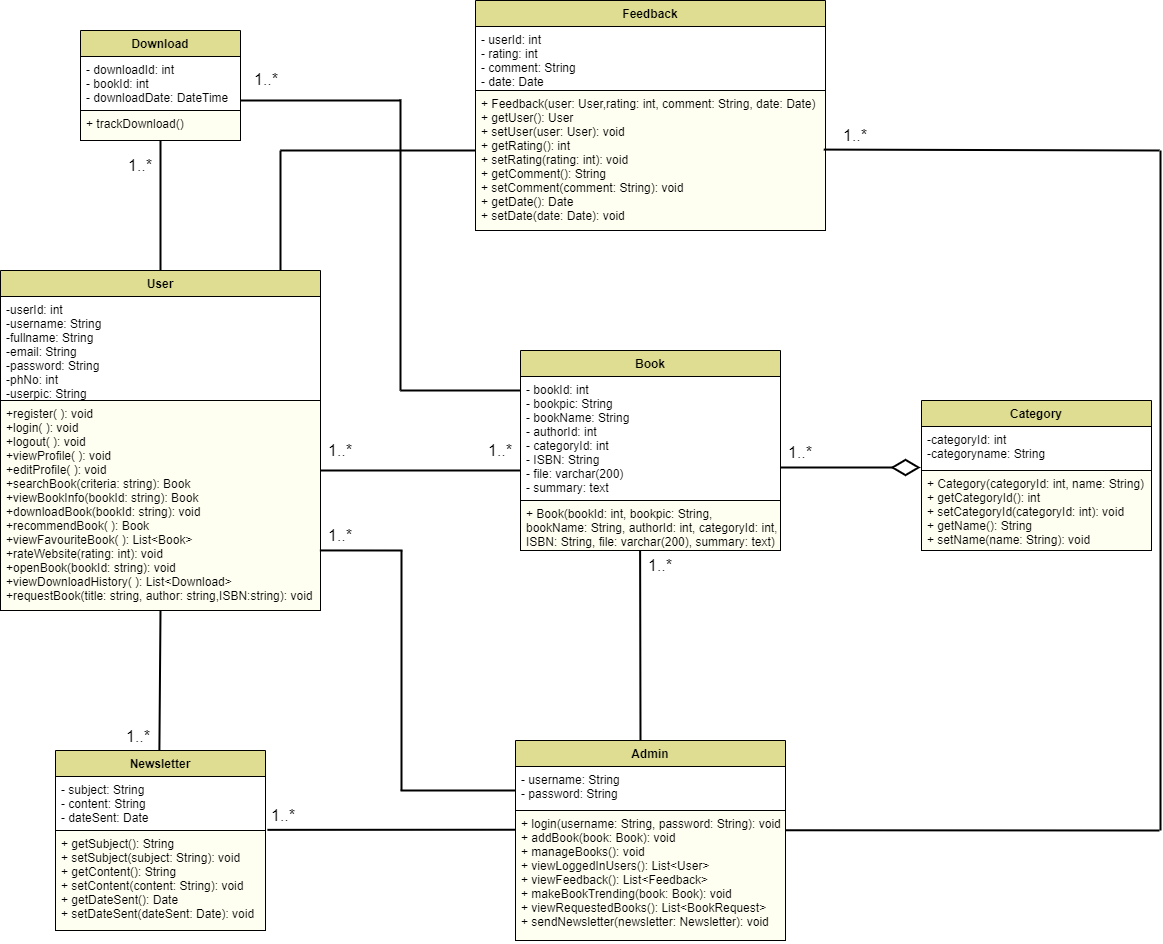 Feedback
- userId: int
- rating: int
- comment: String
- date: Date
+ Feedback(user: User,rating: int, comment: String, date: Date)
+ getUser(): User
+ setUser(user: User): void
+ getRating(): int
+ setRating(rating: int): void
+ getComment(): String
+ setComment(comment: String): void
+ getDate(): Date
+ setDate(date: Date): void
Download
- downloadId: int
- bookId: int
- downloadDate: DateTime
+ trackDownload()
1..*
1..*
1..*
User
-userId: int
-username: String
-fullname: String
-email: String
-password: String
-phNo: int
-userpic: String
+register( ): void
+login( ): void
+logout( ): void
+viewProfile( ): void
+editProfile( ): void
+searchBook(criteria: string): Book
+viewBookInfo(bookId: string): Book
+downloadBook(bookId: string): void
+recommendBook( ): Book
+viewFavouriteBook( ): List<Book>
+rateWebsite(rating: int): void
+openBook(bookId: string): void
+viewDownloadHistory( ): List<Download>
+requestBook(title: string, author: string,ISBN:string): void
1..*
1..*
1..*
Book
- bookId: int
- bookpic: String
- bookName: String
- authorId: int
- categoryId: int
- ISBN: String
- file: varchar(200)
- summary: text
+ Book(bookId: int, bookpic: String,
bookName: String, authorId: int, categoryId: int,
ISBN: String, file: varchar(200), summary: text)
1..*
1..*
Category
-categoryId: int
-categoryname: String
+ Category(categoryId: int, name: String)
+ getCategoryId(): int
+ setCategoryId(categoryId: int): void
+ getName(): String
+ setName(name: String): void
1..*
Newsletter
- subject: String
- content: String
- dateSent: Date
+ getSubject(): String
+ setSubject(subject: String): void
+ getContent(): String
+ setContent(content: String): void
+ getDateSent(): Date
+ setDateSent(dateSent: Date): void
1..*
Admin
- username: String
- password: String
+ login(username: String, password: String): void
+ addBook(book: Book): void
+ manageBooks(): void
+ viewLoggedInUsers(): List<User>
+ viewFeedback(): List<Feedback>
+ makeBookTrending(book: Book): void
+ viewRequestedBooks(): List<BookRequest>
+ sendNewsletter(newsletter: Newsletter): void